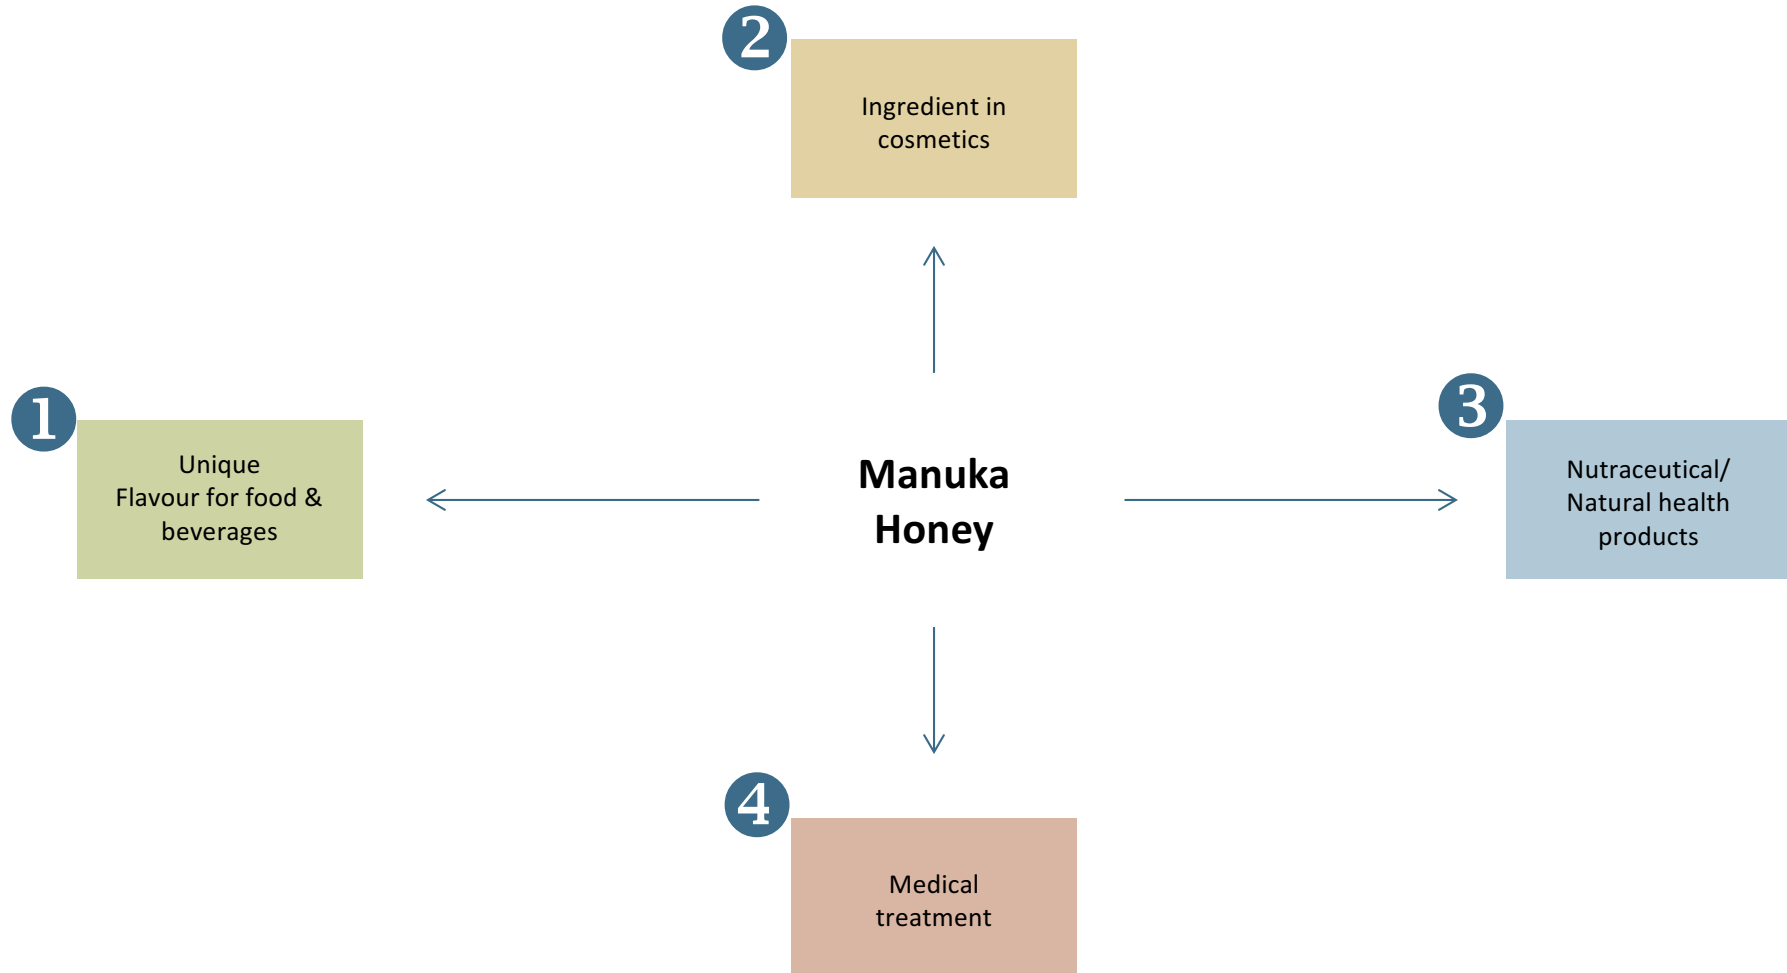 2
Ingredient in
cosmetics
1
Unique
Flavour for food &
beverages
Manuka
Honey
3
Nutraceutical/
Natural health
products
4
Medical
treatment